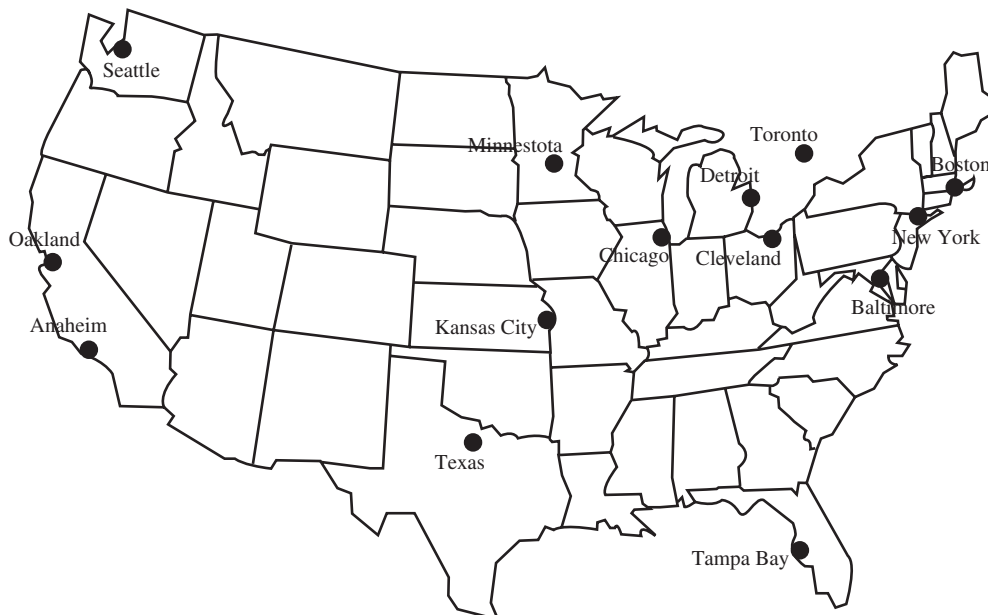 Seattle
Toronto
Minnestota
Boston
Detroit
New York
Oakland
Chicago
Cleveland
Baltimore
Anaheim
Kansas City
Texas
Tampa Bay